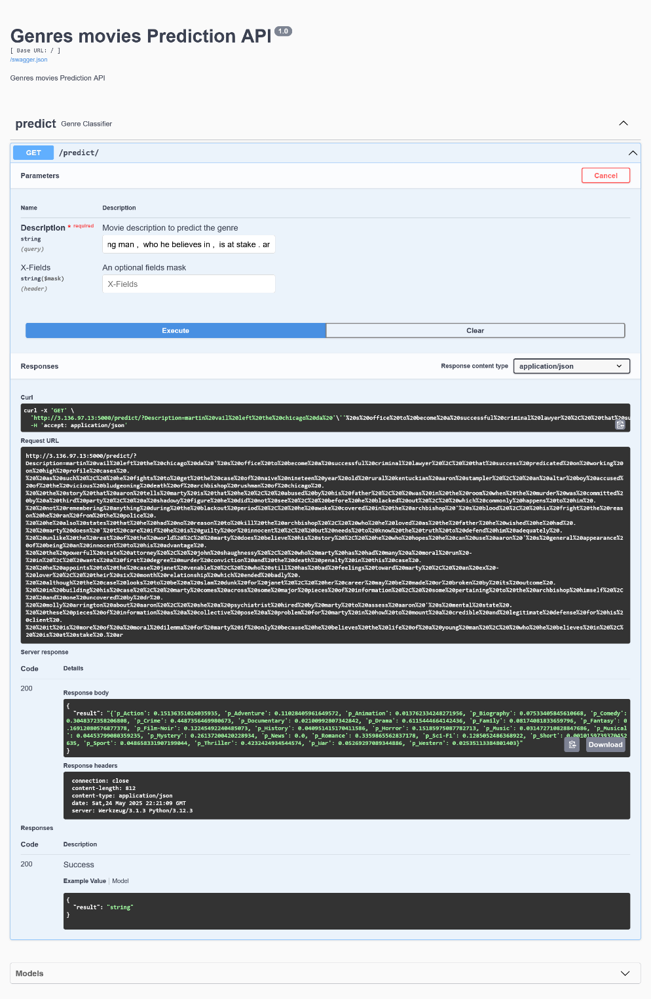 Genres movies Prediction API 1.0
[ Base URL: / ]
/swagger.json
Genres movies Prediction API
predict Genre Classifier
GET /predict/
Parameters
Cancel
Name Description
Description * required Movie description to predict the genre
string
(query)
ng man ,  who he believes in ,  is at stake . ar
X-Fields An optional fields mask
string($mask)
(header)
X-Fields
Execute Clear
Responses Response content type application/json
Curl
curl -X 'GET' \
'http://3.136.97.13:5000/predict/?Description=martin%20vail%20left%20the%20chicago%20da%20'\''%20s%20office%20to%20become%20a%20successful%20criminal%20lawyer%20%2C%20%20that%20su
-H 'accept: application/json'
Request URL
http://3.136.97.13:5000/predict/?
Description=martin%20vail%20left%20the%20chicago%20da%20'%20s%20office%20to%20become%20a%20successful%20criminal%20lawyer%20%2C%20%20that%20success%20predicated%20on%20working%20
on%20high%20profile%20cases%20.
%20%20as%20such%20%2C%20%20he%20fights%20to%20get%20the%20case%20of%20naive%20nineteen%20year%20old%20rural%20kentuckian%20aaron%20stampler%20%2C%20%20an%20altar%20boy%20accused
%20of%20the%20vicious%20bludgeoning%20death%20of%20archbishop%20rushman%20of%20chicago%20.
%20%20the%20story%20that%20aaron%20tells%20marty%20is%20that%20he%20%2C%20%20abused%20by%20his%20father%20%2C%20%20was%20in%20the%20room%20when%20the%20murder%20was%20committed%20
by%20a%20third%20party%20%2C%20%20a%20shadowy%20figure%20he%20did%20not%20see%20%2C%20%20before%20he%20blacked%20out%20%2C%20%20which%20commonly%20happens%20to%20him%20.
%20%20not%20remembering%20anything%20during%20the%20blackout%20period%20%2C%20%20he%20awoke%20covered%20in%20the%20archbishop%20'%20s%20blood%20%2C%20%20his%20fright%20the%20reas
on%20he%20ran%20from%20the%20police%20.
%20%20he%20also%20states%20that%20he%20had%20no%20reason%20to%20kill%20the%20archbishop%20%2C%20%20who%20he%20loved%20as%20the%20father%20he%20wished%20he%20had%20.
%20%20marty%20doesn%20'%20t%20care%20if%20he%20is%20guilty%20or%20innocent%20%2C%20%20but%20needs%20to%20know%20the%20truth%20to%20defend%20him%20adequately%20.
%20%20unlike%20the%20rest%20of%20the%20world%20%2C%20%20marty%20does%20believe%20his%20story%20%2C%20%20he%20who%20hopes%20he%20can%20use%20aaron%20'%20s%20general%20appearance%2
0of%20being%20an%20innocent%20to%20his%20advantage%20.
%20%20the%20powerful%20state%20attorney%20%2C%20%20john%20shaughnessy%20%2C%20%20who%20marty%20has%20had%20many%20a%20moral%20run%20-
%20in%20%2C%20%20wants%20a%20first%20degree%20murder%20conviction%20and%20the%20death%20penalty%20in%20this%20case%20.
%20%20he%20appoints%20to%20the%20case%20janet%20venable%20%2C%20%20who%20still%20has%20bad%20feelings%20toward%20marty%20%2C%20%20an%20ex%20-
%20lover%20%2C%20%20their%20six%20month%20relationship%20which%20ended%20badly%20.
%20%20although%20the%20case%20looks%20to%20be%20a%20slam%20dunk%20for%20janet%20%2C%20%20her%20career%20may%20be%20made%20or%20broken%20by%20its%20outcome%20.
%20%20in%20building%20his%20case%20%2C%20%20marty%20comes%20across%20some%20major%20pieces%20of%20information%20%2C%20%20some%20pertaining%20to%20the%20archbishop%20himself%20%2C
%20%20and%20one%20uncovered%20by%20dr%20.
%20%20molly%20arrington%20about%20aaron%20%2C%20%20she%20a%20psychiatrist%20hired%20by%20marty%20to%20assess%20aaron%20'%20s%20mental%20state%20.
%20%20these%20pieces%20of%20information%20as%20a%20collective%20pose%20a%20problem%20for%20marty%20in%20how%20to%20mount%20a%20credible%20and%20legitimate%20defense%20for%20his%2
0client%20.
%20%20it%20is%20more%20of%20a%20moral%20dilemma%20for%20marty%20if%20only%20because%20he%20believes%20the%20life%20of%20a%20young%20man%20%2C%20%20who%20he%20believes%20in%20%2C%
20%20is%20at%20stake%20.%20ar
Server response
Code Details
200
Response body
{
"result": "{'p_Action': 0.15136351024035935, 'p_Adventure': 0.11028405961649572, 'p_Animation': 0.013762334248271956, 'p_Biography': 0.07533405845610668, 'p_Comedy':
0.3048372358206808, 'p_Crime': 0.4487356469980673, 'p_Documentary': 0.02100992807342842, 'p_Drama': 0.6115444664142436, 'p_Family': 0.08174081833659796, 'p_Fantasy': 0
.16912080576877378, 'p_Film-Noir': 0.12245492240485073, 'p_History': 0.040951415170411586, 'p_Horror': 0.15185975087782713, 'p_Music': 0.031472710828847686, 'p_Musical
': 0.04453799080359235, 'p_Mystery': 0.26137200420228934, 'p_News': 0.0, 'p_Romance': 0.3359865562837178, 'p_Sci-Fi': 0.1285052486368922, 'p_Short': 0.0010159739370452
635, 'p_Sport': 0.048658331907199044, 'p_Thriller': 0.4232424934544574, 'p_War': 0.05269297089344886, 'p_Western': 0.02535113384801403}"
}
Download
Response headers
connection: close
content-length: 812
content-type: application/json
date: Sat,24 May 2025 22:21:09 GMT
server: Werkzeug/3.1.3 Python/3.12.3
Responses
Code Description
200 Success
Example Value Model
{
"result": "string"
}
Models